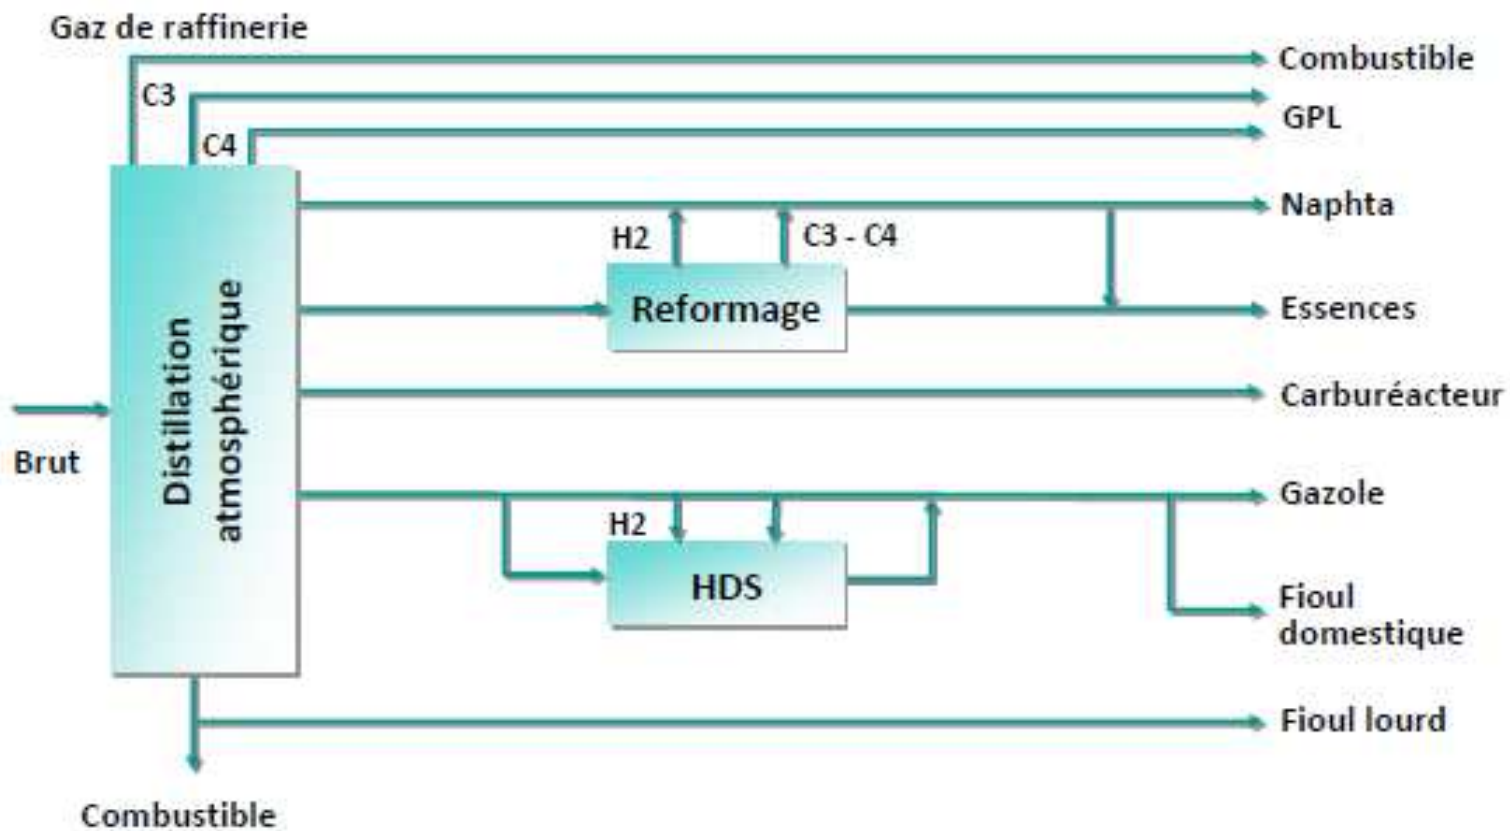 Gaz de raffinerie
Combustible
C3
GPL
C4
Naphta
H2
C3 - C4
Reformage
Essences
Distillation
atmosphérique
Carburéacteur
Brut
Gazole
H2
HDS
Fioul
domestique
Fioul lourd
Combustible